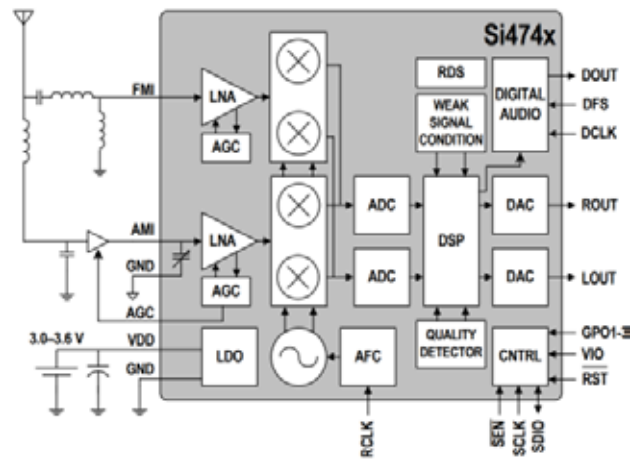 Si474x
FMI
LNA
AGC
RDS
WEAK
SIGNAL
CONDITION
DIGITAL
AUDIO
DOUT
DFS
DCLK
AMI
GND
AGC
LNA
AGC
ADC
ADC
DSP
DAC
DAC
ROUT
LOUT
3.0–3.6 V
VDD
GND
LDO
AFC
QUALITY
DETECTOR
CNTRL
GPO1-3
VIO
RST
RCLK
SEN
SCLK
SDIO